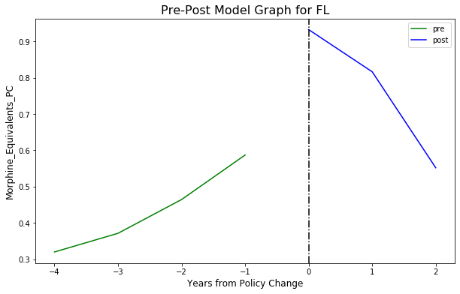 Pre-Post Model Graph for FL
pre
post
Morphine_Equivalents_PC
0.9
0.8
0.7
0.6
0.5
0.4
0.3
−4 −3 −2 −1 0 1 2
Years from Policy Change